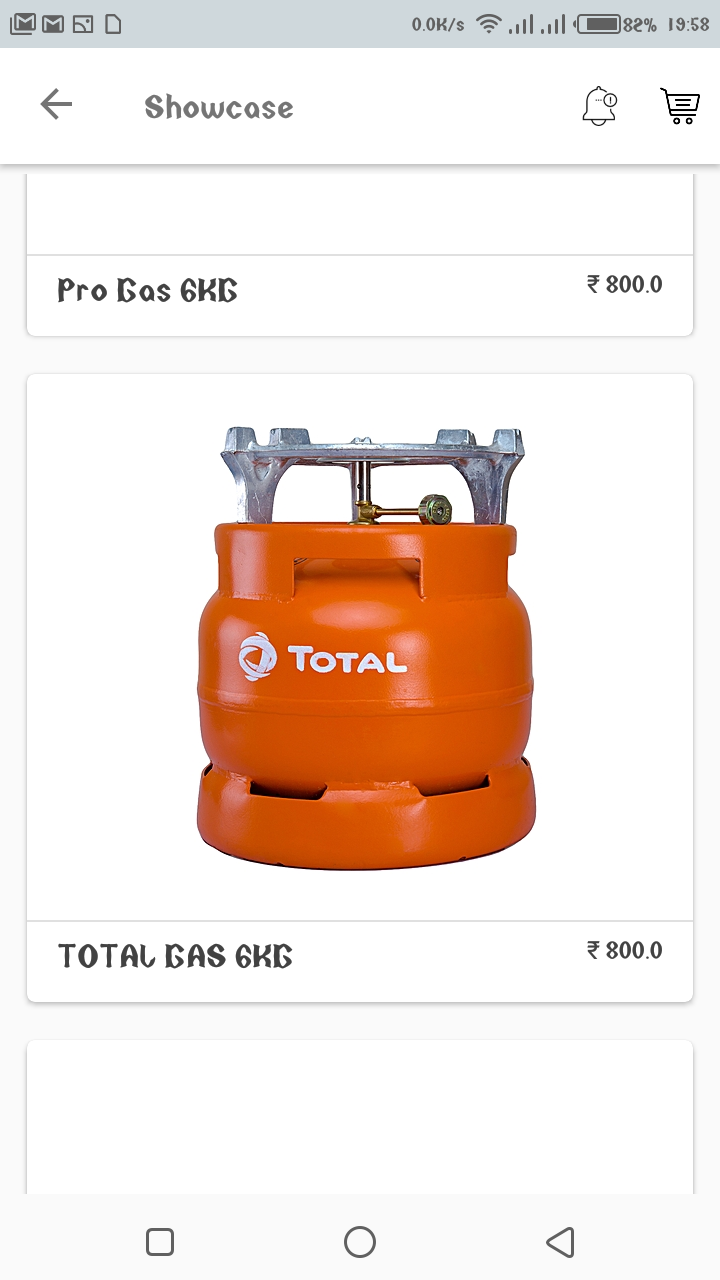 0.0K/s 82% 19:58
Showcase
Pro Gas 6KG ₹ 800.0
TOTAL
TOTAL GAS 6KG ₹ 800.0